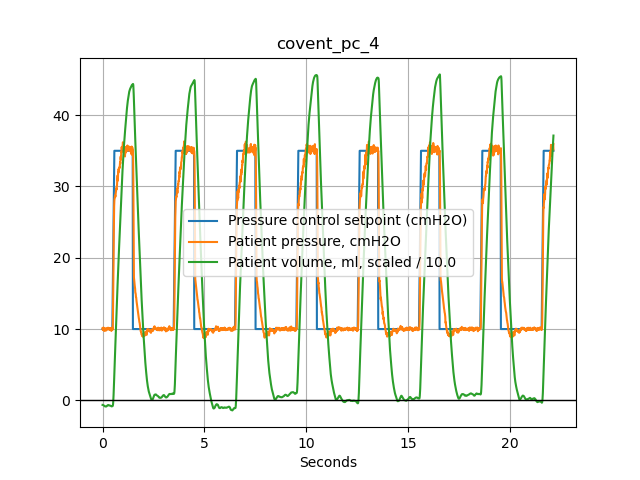 covent_pc_4
40
30
20
10
0
Pressure control setpoint (cmH2O)
Patient pressure, cmH2O
Patient volume, ml, scaled / 10.0
0 5 10 15 20
Seconds